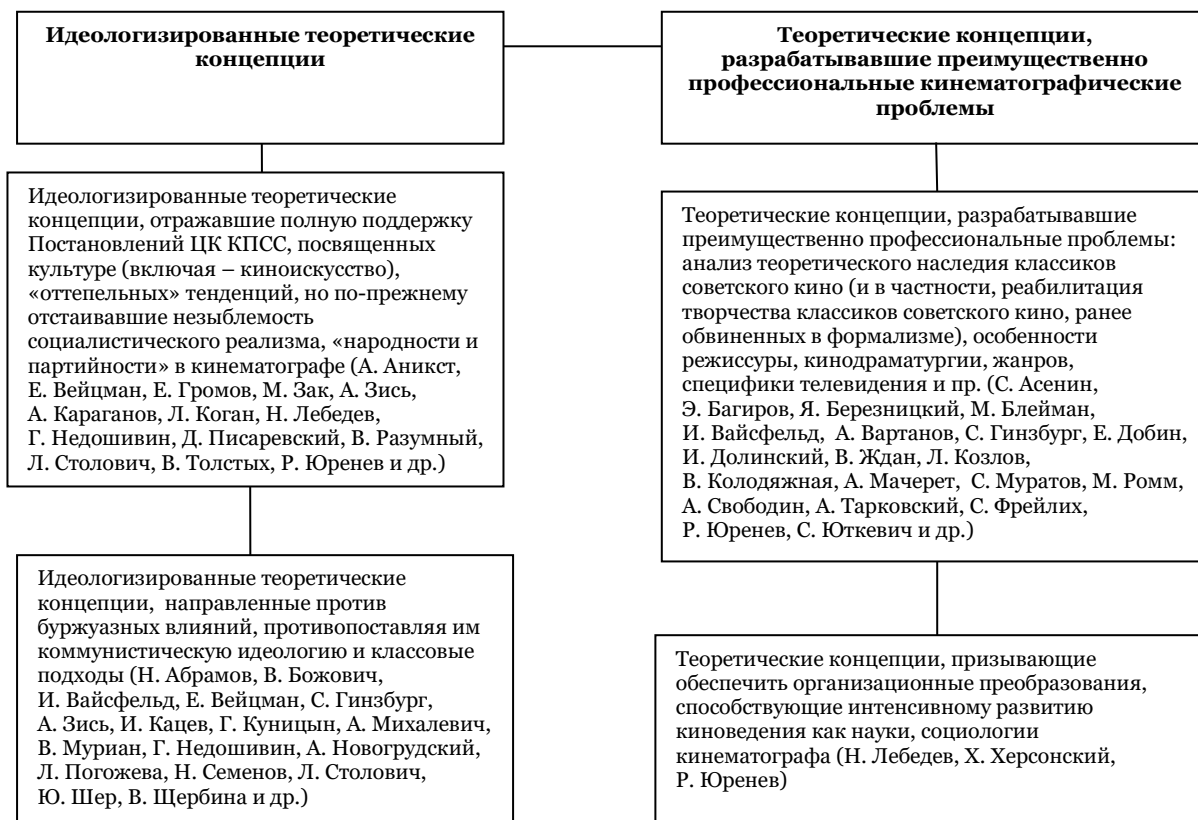 Идеологизированные теоретические
концепции
Теоретические концепции,
разрабатывавшие преимущественно
профессиональные кинематографические
проблемы
Идеологизированные теоретические
концепции, отражавшие полную поддержку
Постановлений ЦК КПСС, посвященных
культуре (включая – киноискусство),
«оттепельных» тенденций, но по-прежнему
отстаивавшие незыблемость
социалистического реализма, «народности и
партийности» в кинематографе (А. Аникст,
Е. Вейцман, Е. Громов, М. Зак, А. Зись,
А. Караганов, Л. Коган, Н. Лебедев,
Г. Недошивин, Д. Писаревский, В. Разумный,
Л. Столович, В. Толстых, Р. Юренев и др.)
Теоретические концепции, разрабатывавшие
преимущественно профессиональные проблемы:
анализ теоретического наследия классиков
советского кино (и в частности, реабилитация
творчества классиков советского кино, ранее
обвиненных в формализме), особенности
режиссуры, кинодраматургии, жанров,
специфики телевидения и пр. (С. Асенин,
Э. Багиров, Я. Березницкий, М. Блейман,
И. Вайсфельд, А. Вартанов, С. Гинзбург, Е. Добин,
И. Долинский, В. Ждан, Л. Козлов,
В. Колодяжная, А. Мачерет, С. Муратов, М. Ромм,
А. Свободин, А. Тарковский, С. Фрейлих,
Р. Юренев, С. Юткевич и др.)
Идеологизированные теоретические
концепции, направленные против
буржуазных влияний, противопоставляя им
коммунистическую идеологию и классовые
подходы (Н. Абрамов, В. Божович,
И. Вайсфельд, Е. Вейцман, С. Гинзбург,
А. Зись, И. Кацев, Г. Куницын, А. Михалевич,
В. Муриан, Г. Недошивин, А. Новогрудский,
Л. Погожева, Н. Семенов, Л. Столович,
Ю. Шер, В. Щербина и др.)
Теоретические концепции, призывающие
обеспечить организационные преобразования,
способствующие интенсивному развитию
киноведения как науки, социологии
кинематографа (Н. Лебедев, Х. Херсонский,
Р. Юренев)